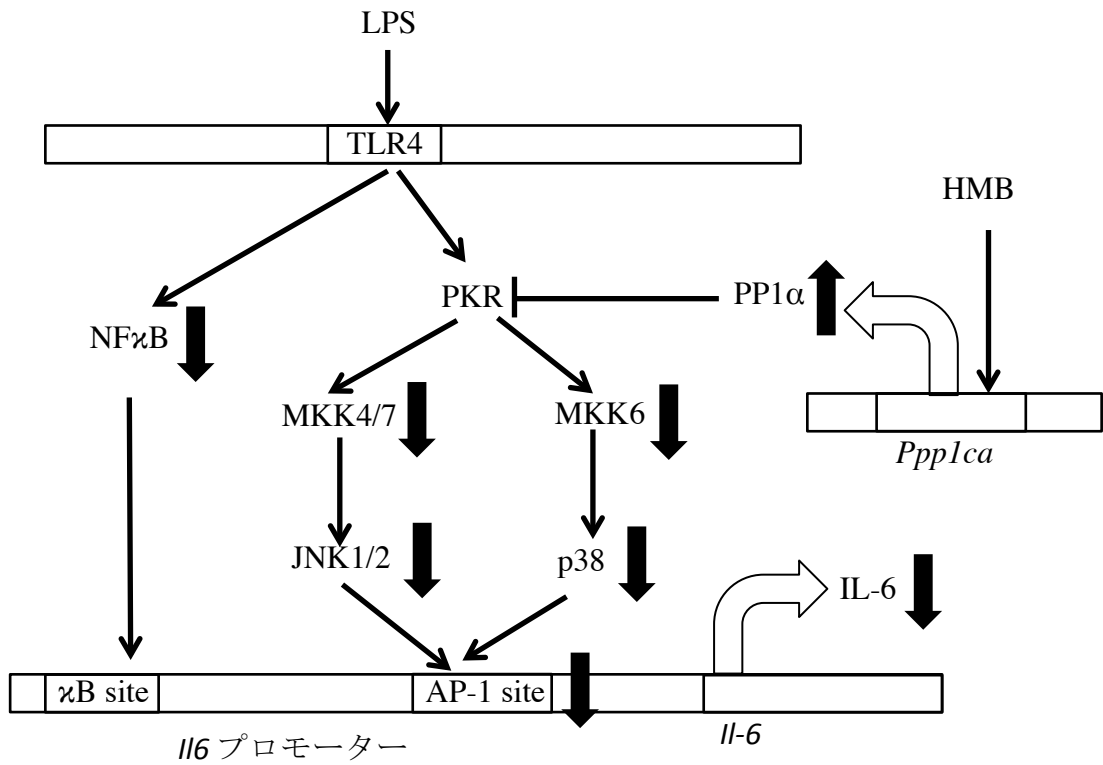 LPS
TLR4
HMB
PKR
PP1α
NFϰB
MKK4/7
MKK6
Ppp1ca
JNK1/2
p38
IL-6
ϰB site
AP-1 site
Il6 プロモーター
Il-6